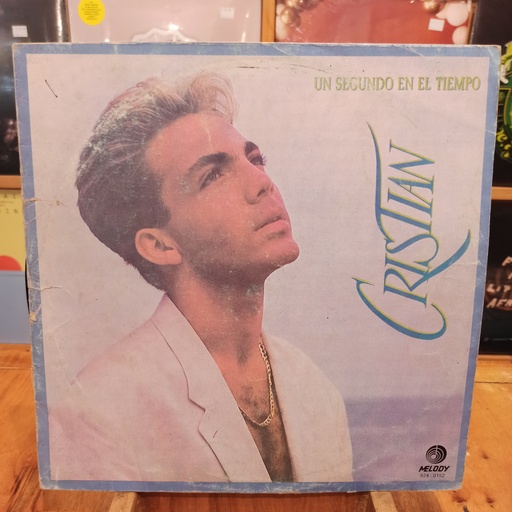 UN SEGUNDO EN EL TIEMPO
CRISTIAN
MELODY